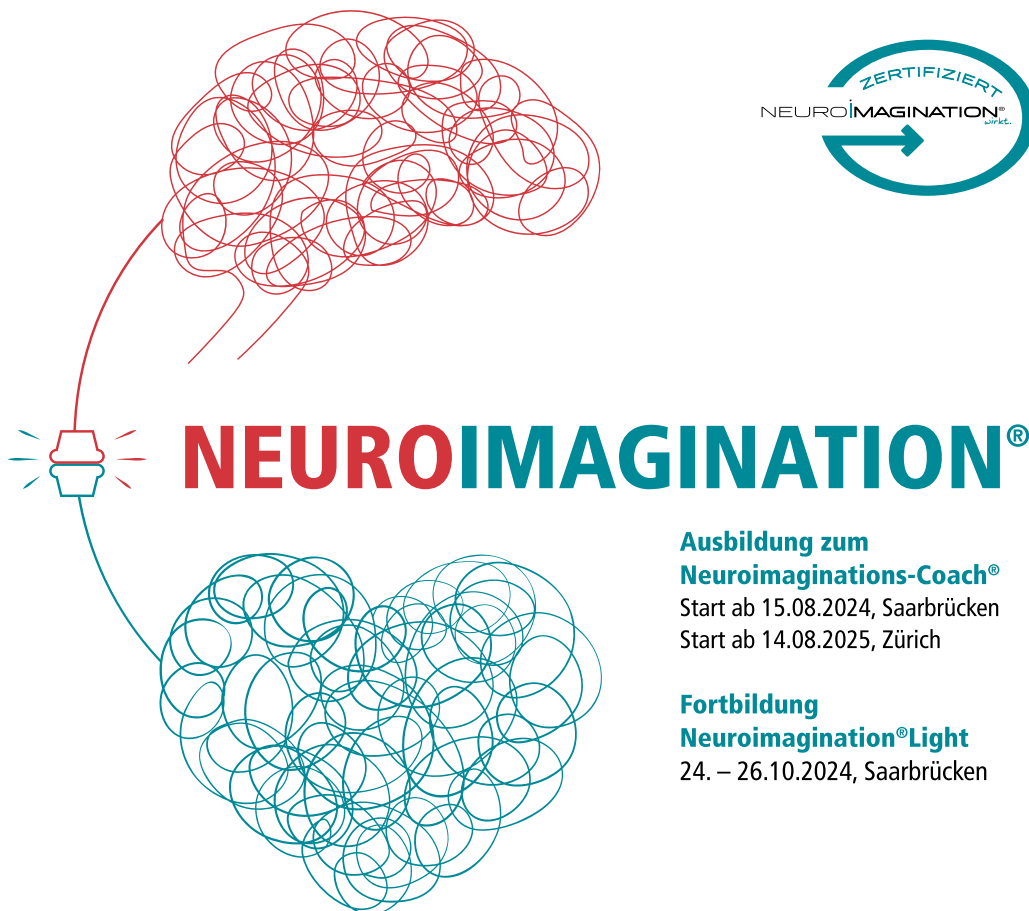 ZERTIFIZIERT
NEUROIMAGINATION®
wirkt.
NEUROIMAGINATION®
Ausbildung zum
Neuroimaginations-Coach®
Start ab 15.08.2024, Saarbrücken
Start ab 14.08.2025, Zürich
Fortbildung
Neuroimagination®Light
24. – 26.10.2024, Saarbrücken